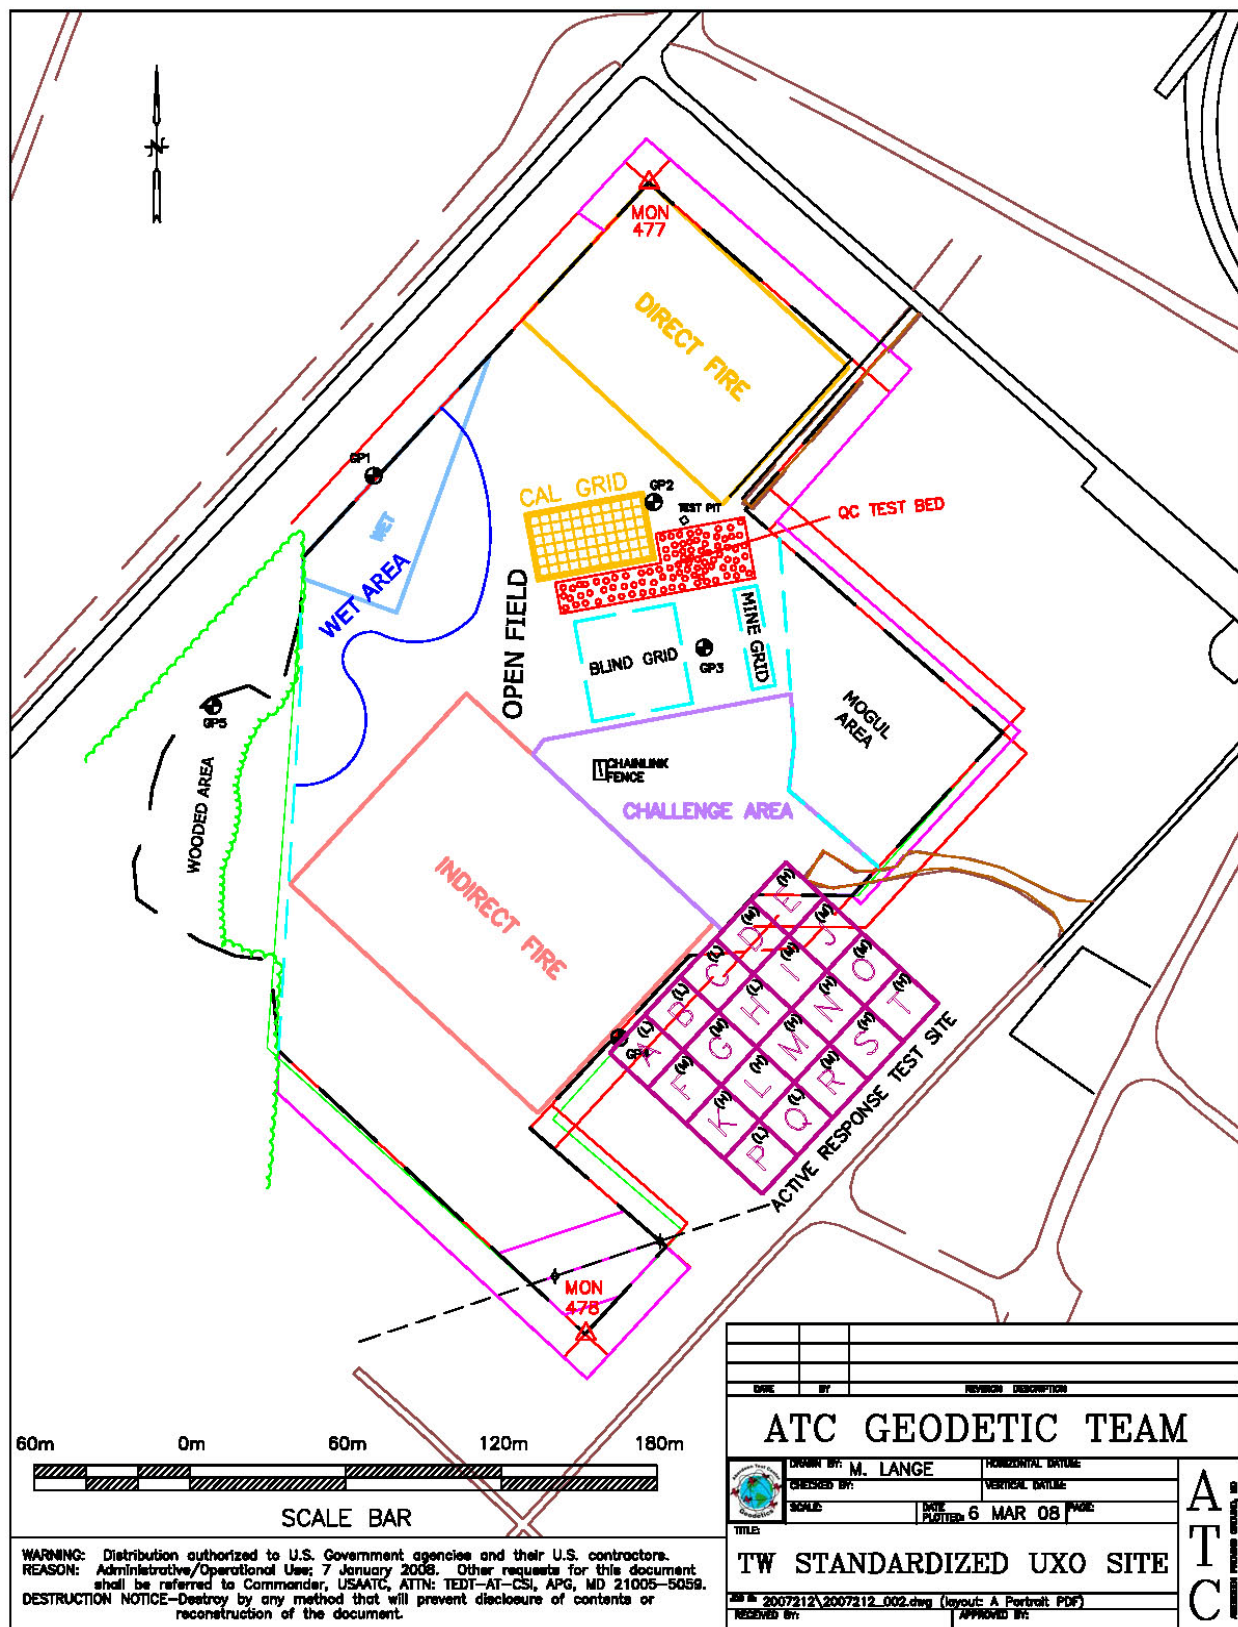 MON
477
DIRECT FIRE
GP1
CAL GRID
GP2
TEST PIT
QC TEST BED
WET
WET AREA
OPEN FIELD
BLIND GRID
GP3
MINE GRID
GP5
WOODED AREA
MOGUL
AREA
CHAINLINK
FENCE
CHALLENGE AREA
INDIRECT FIRE
(H)
E
(M)
D
(M)
J
(L)
C
(M)
I
(M)
O
(H)
T
(L)
B
(L)
H
(H)
N
(H)
S
(L)
A
GP4
(M)
G
(H)
M
(M)
R
(M)
F
(H)
L
(L)
Q
(H)
K
(L)
P
ACTIVE RESPONSE TEST SITE
MON
478
60m 0m 60m 120m 180m
SCALE BAR
WARNING: Distribution authorized to U.S. Government agencies and their U.S. contractors.
REASON: Administrative/Operational Use; 7 January 2008. Other requests for this document
shall be referred to Commander, USAATC, ATTN: TEDT-AT-CSI, APG, MD 21005-5059.
DESTRUCTION NOTICE-Destroy by any method that will prevent disclosure of contents or
reconstruction of the document.
DATE BY REVISION DESCRIPTION
ATC GEODETIC TEAM
DRAWN BY: M. LANGE HORIZONTAL DATUM:
CHECKED BY: VERTICAL DATUM:
SCALE: DATE PLOTTED: 6 MAR 08 PAGE:
TITLE:
TW STANDARDIZED UXO SITE
2007212\2007212_002.dwg (layout: A Portrait PDF)
RECEIVED BY: APPROVED BY:
ATC
ABERDEEN PROVING GROUND, MD